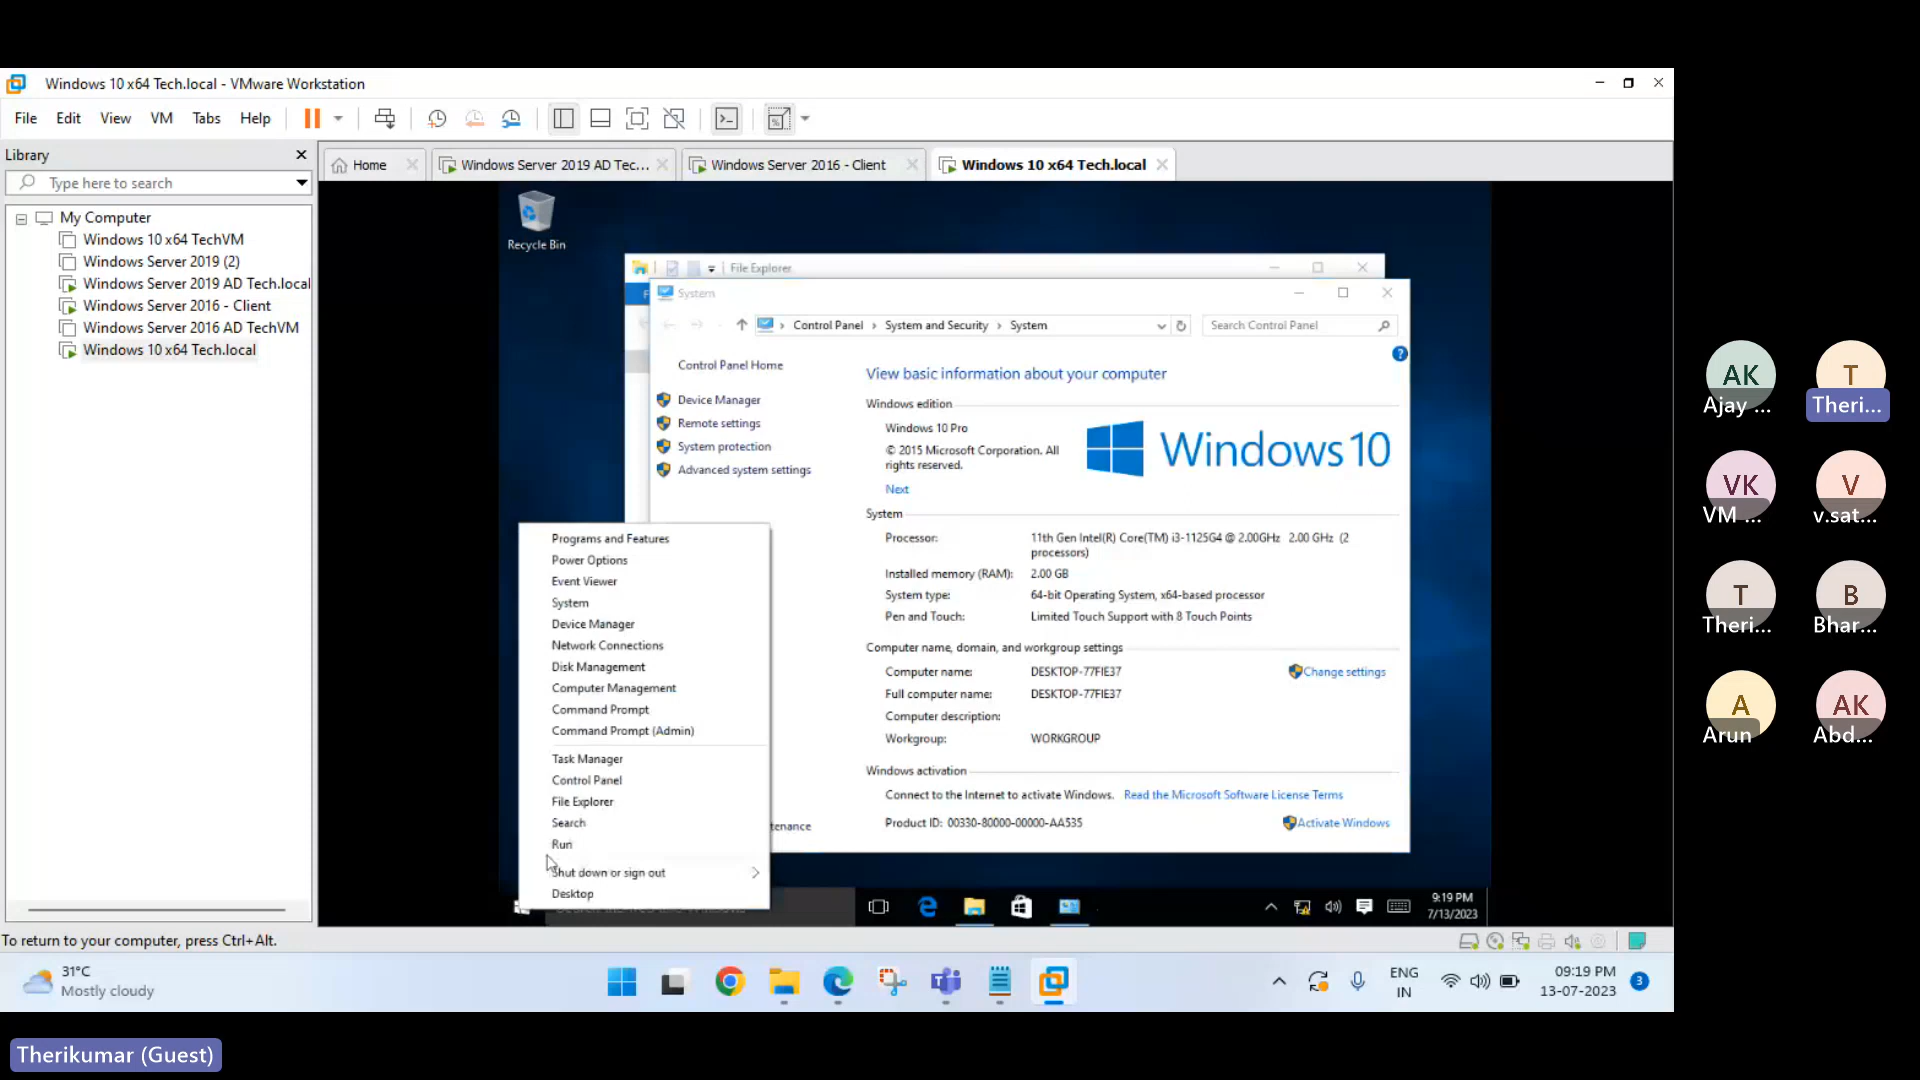 Windows 10 x64 Tech.local - VMware Workstation
File Edit View VM Tabs Help
Library
Type here to search
My Computer
Windows 10 x64 TechVM
Windows Server 2019 (2)
Windows Server 2019 AD Tech.local
Windows Server 2016 - Client
Windows Server 2016 AD TechVM
Windows 10 x64 Tech.local
Home
Windows Server 2019 AD Tec...
Windows Server 2016 - Client
Windows 10 x64 Tech.local
Recycle Bin
File Explorer
System
Control Panel > System and Security > System
Search Control Panel
Control Panel Home
Device Manager
Remote settings
System protection
Advanced system settings
View basic information about your computer
Windows edition
Windows 10 Pro
© 2015 Microsoft Corporation. All
rights reserved.
Next
Windows 10
System
Processor: 11th Gen Intel(R) Core(TM) i3-1125G4 @ 2.00GHz 2.00 GHz (2
processors)
Installed memory (RAM): 2.00 GB
System type: 64-bit Operating System, x64-based processor
Pen and Touch: Limited Touch Support with 8 Touch Points
Computer name, domain, and workgroup settings
Computer name: DESKTOP-77FIE37
Change settings
Full computer name: DESKTOP-77FIE37
Computer description:
Workgroup: WORKGROUP
Windows activation
Connect to the Internet to activate Windows. Read the Microsoft Software License Terms
Product ID: 00330-80000-00000-AA535
Activate Windows
tenance
Programs and Features
Power Options
Event Viewer
System
Device Manager
Network Connections
Disk Management
Computer Management
Command Prompt
Command Prompt (Admin)
Task Manager
Control Panel
File Explorer
Search
Run
Shut down or sign out
Desktop
9:19 PM
7/13/2023
To return to your computer, press Ctrl+Alt.
31°C
Mostly cloudy
ENG
IN
09:19 PM
13-07-2023
3
AK
Ajay ...
T
Theri...
VK
VM ...
V
v.sat...
T
Theri...
B
Bhar...
A
Arun
AK
Abd...
Therikumar (Guest)